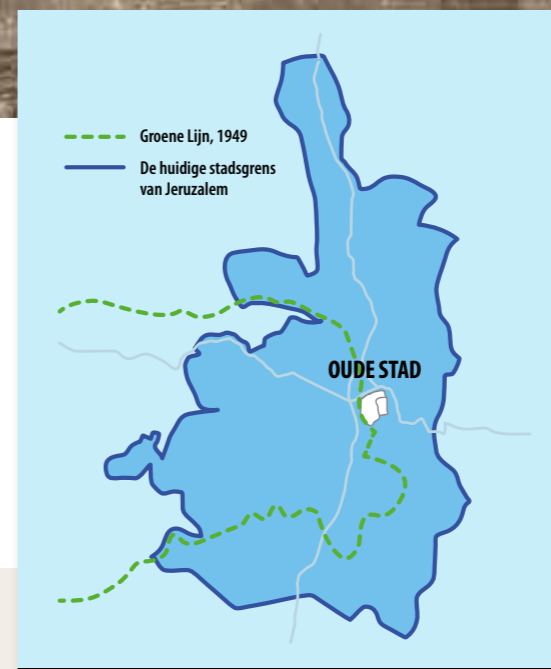 Groene Lijn, 1949
De huidige stadsgrens
van Jeruzalem
OUDE STAD